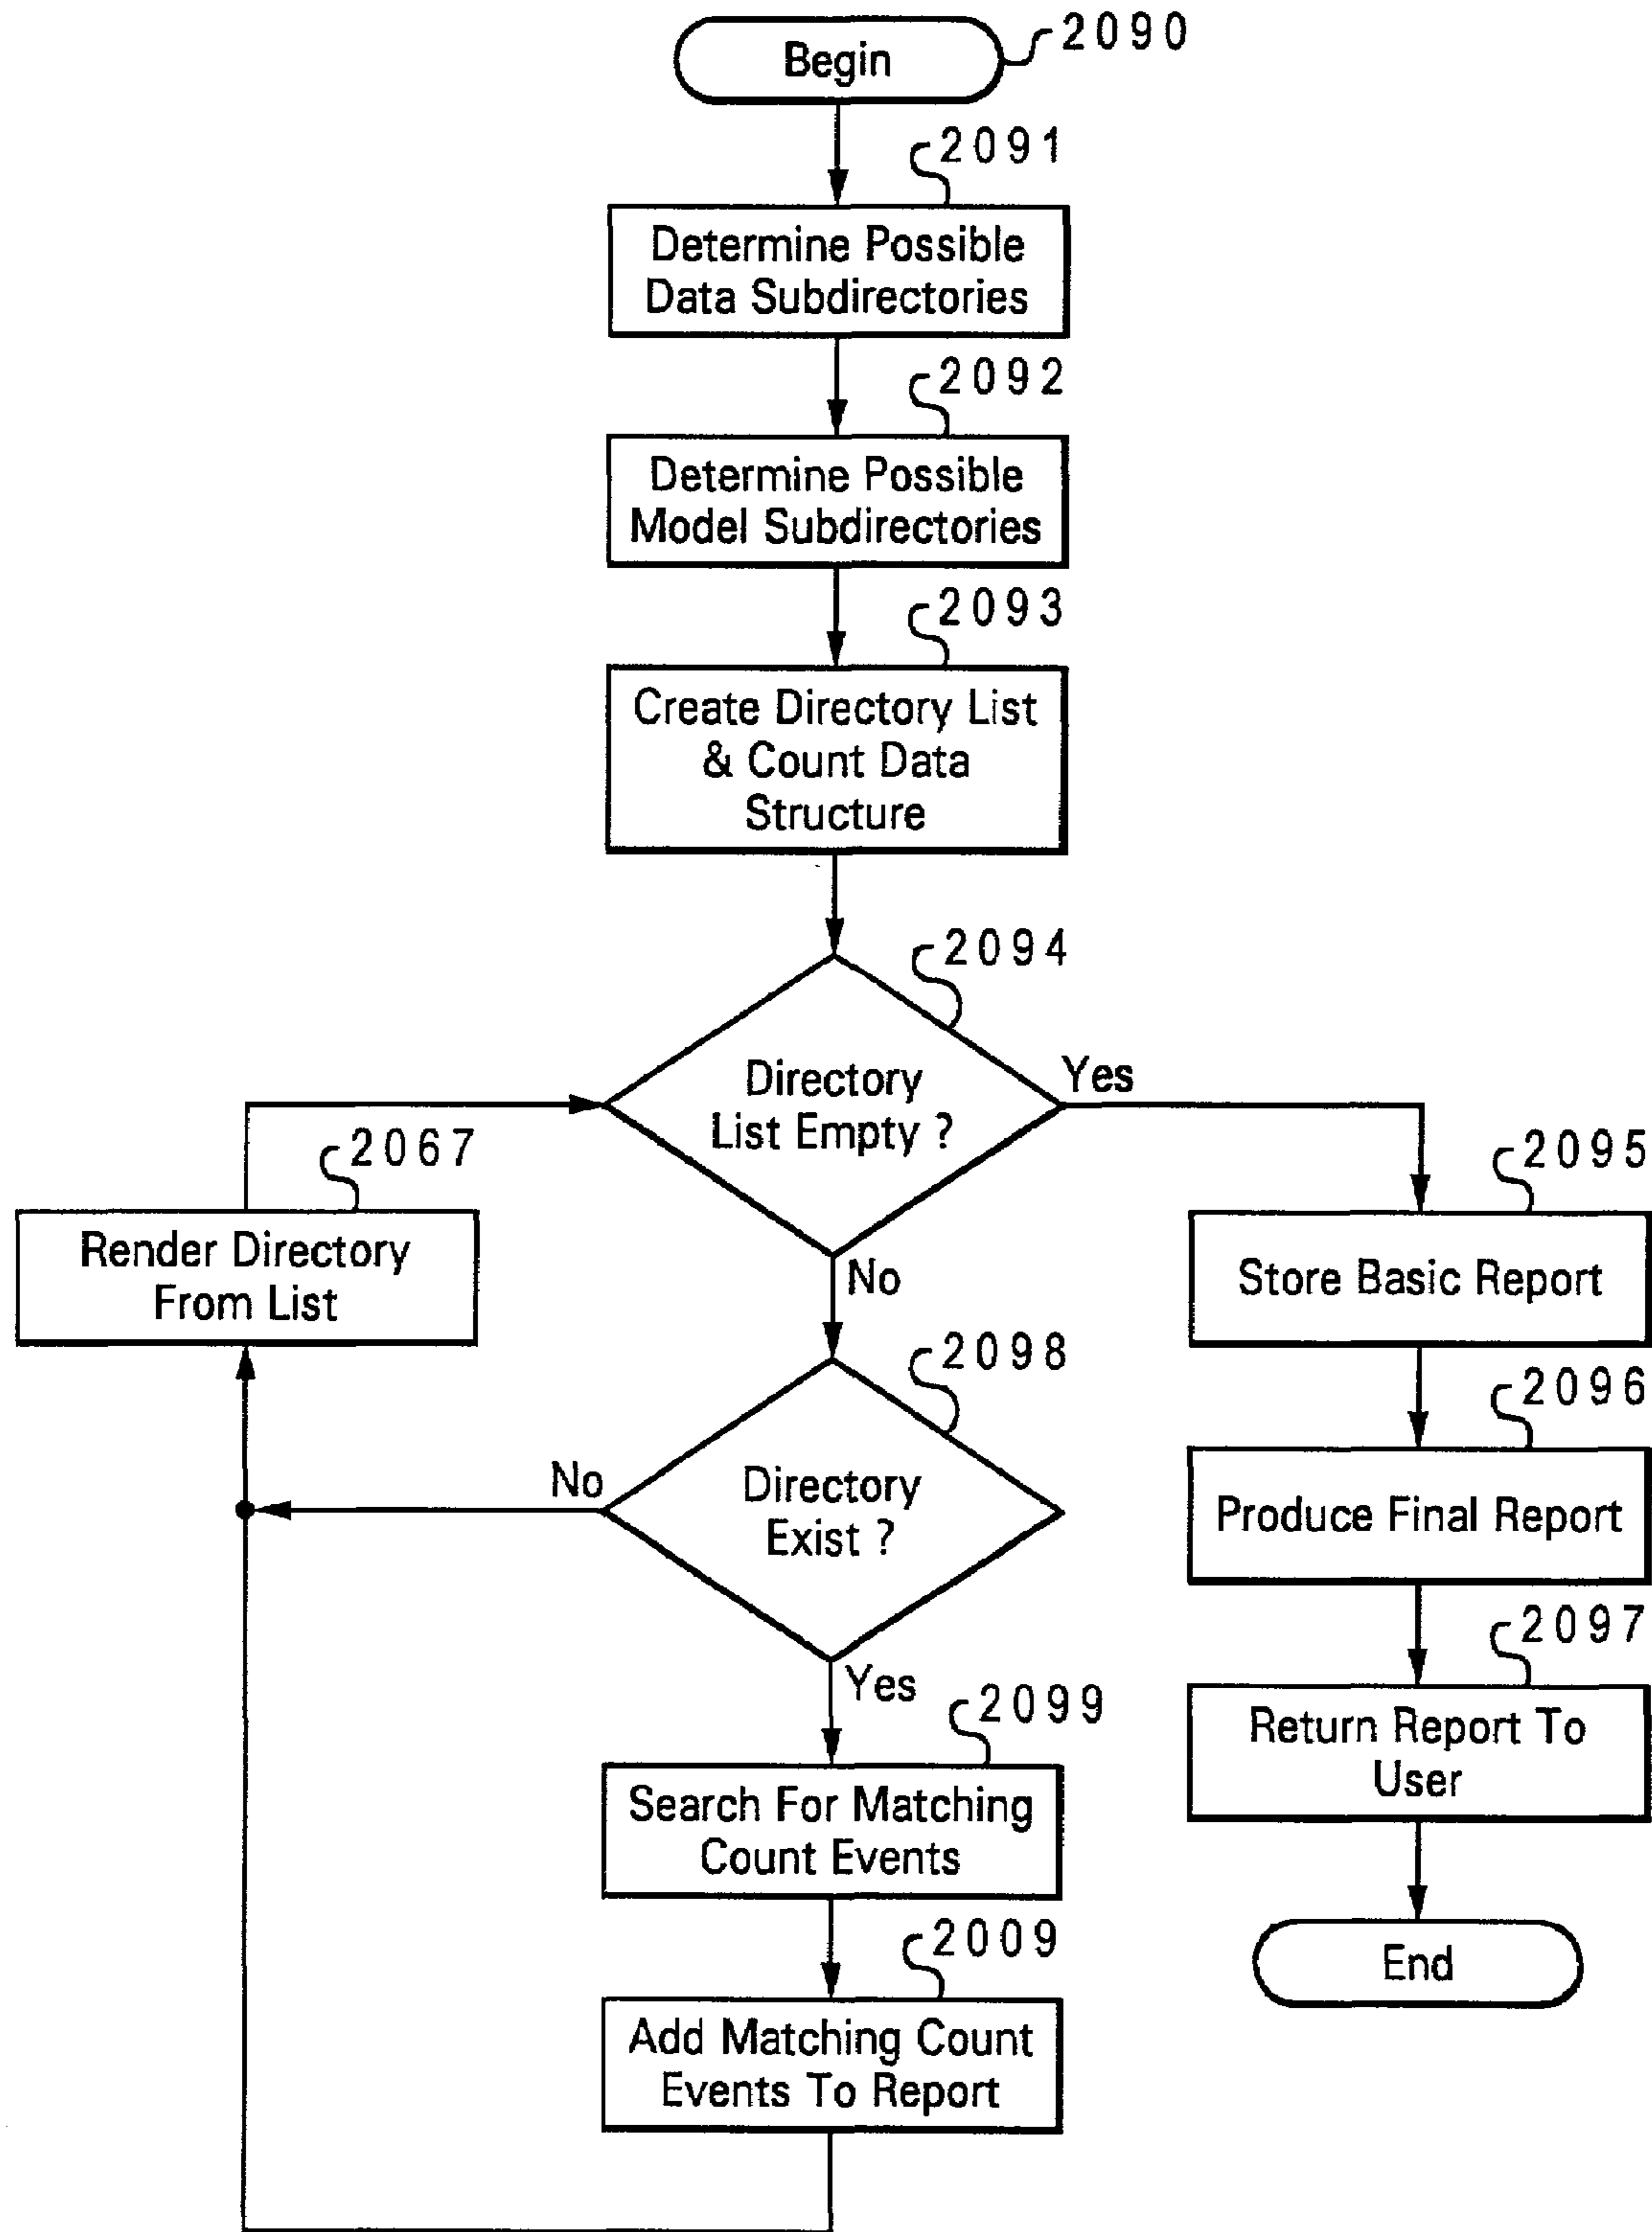 Begin
2090
2091
Determine Possible
Data Subdirectories
2092
Determine Possible
Model Subdirectories
2093
Create Directory List
& Count Data
Structure
2094
Directory
List Empty ?
Yes
No
2067
Render Directory
From List
2095
Store Basic Report
2096
Produce Final Report
2097
Return Report To
User
End
2098
Directory
Exist ?
No
Yes
2099
Search For Matching
Count Events
2009
Add Matching Count
Events To Report